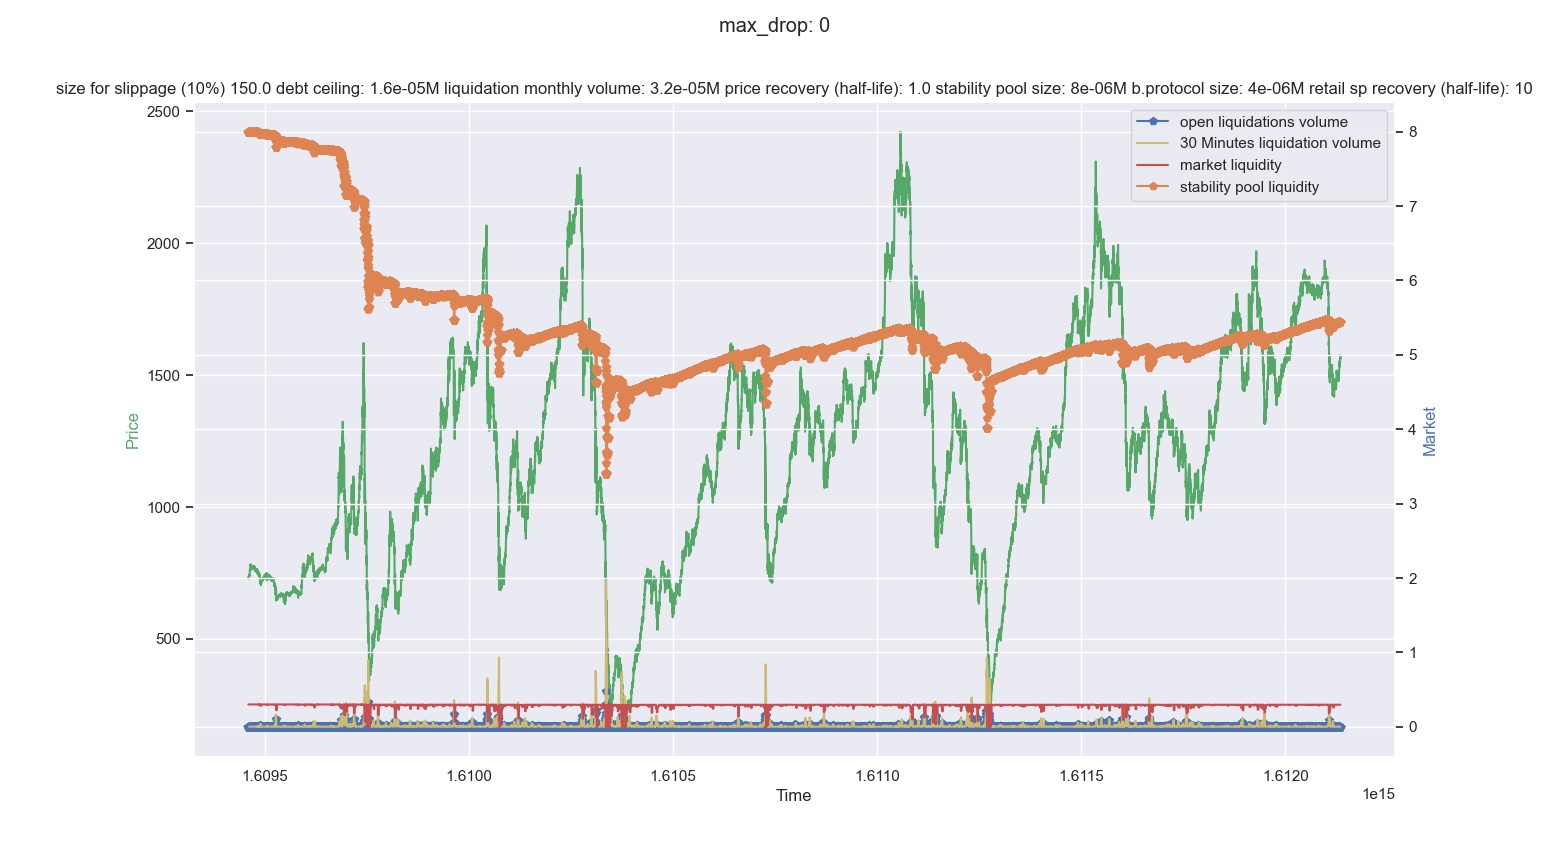 max_drop: 0
size for slippage (10%) 150.0 debt ceiling: 1.6e-05M liquidation monthly volume: 3.2e-05M price recovery (half-life): 1.0 stability pool size: 8e-06M b.protocol size: 4e-06M retail sp recovery (half-life): 10
open liquidations volume
30 Minutes liquidation volume
market liquidity
stability pool liquidity
2500
2000
1500
1000
500
Price
8
7
6
5
4
3
2
1
0
Market
1.6095 1.6100 1.6105 1.6110 1.6115 1.6120
1e15
Time